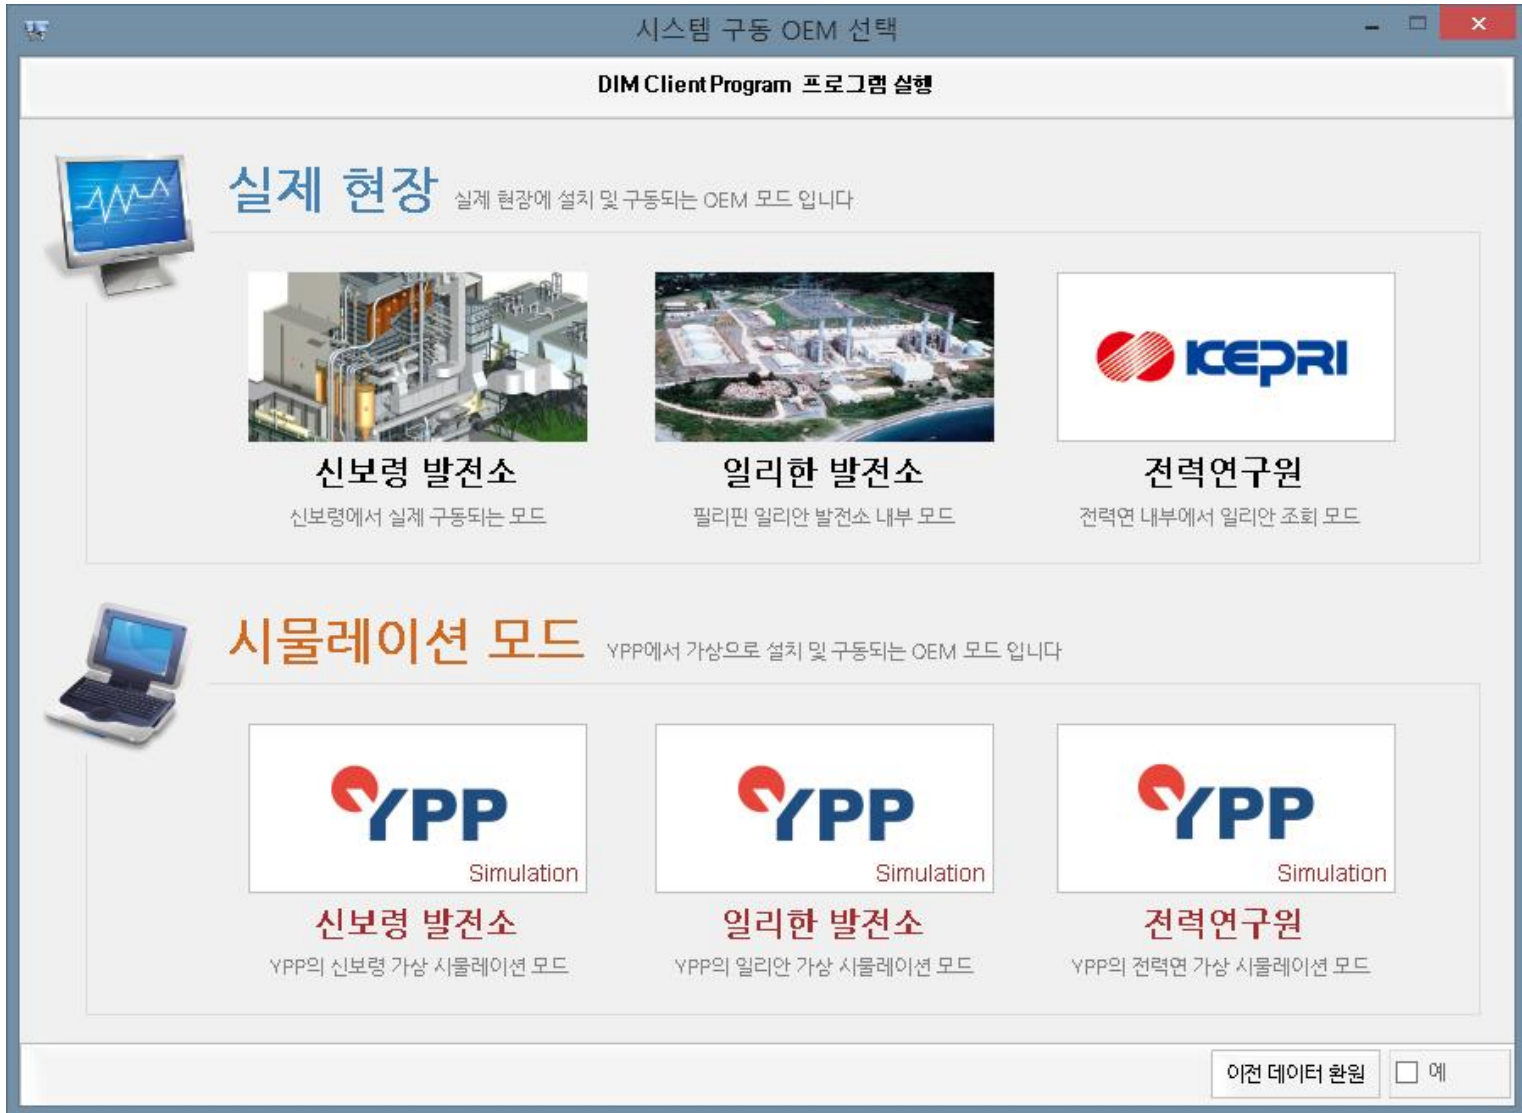 시스템 구동 OEM 선택
DIM Client Program 프로그램 실행
실제 현장 실제 현장에 설치 및 구동되는 OEM 모드 입니다
KEPRI
신보령 발전소 일리한 발전소 전력연구원
신보령에서 실제 구동되는 모드 필리핀 일리안 발전소 내부 모드 전력연 내부에서 일리안 조회 모드
시뮬레이션 모드 YPP에서 가상으로 설치 및 구동되는 OEM 모드 입니다
YPP YPP YPP
Simulation Simulation Simulation
신보령 발전소 일리한 발전소 전력연구원
YPP의 신보령 가상 시뮬레이션 모드 YPP의 일리안 가상 시뮬레이션 모드 YPP의 전력연 가상 시뮬레이션 모드
이전 데이터 환원 예